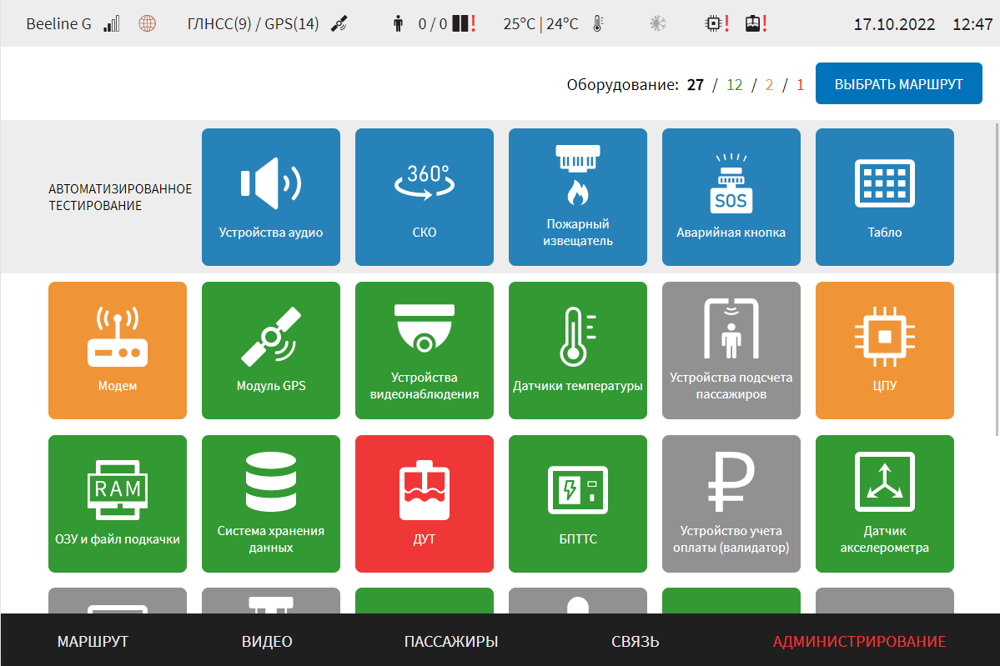 Beeline G ГЛНСС(9) / GPS(14) 0 / 0 ! 25°C | 24°C ! ! 17.10.2022 12:47
Оборудование: 27 / 12 / 2 / 1 ВЫБРАТЬ МАРШРУТ
АВТОМАТИЗИРОВАННОЕ
ТЕСТИРОВАНИЕ
Устройства аудио
360°
СКО
Пожарный
извещатель
SOS
Аварийная кнопка
Табло
Модем
Модуль GPS
Устройства
видеонаблюдения
Датчики температуры
Устройства подсчета
пассажиров
ЦПУ
RAM
ОЗУ и файл подкачки
Система хранения
данных
ДУТ
БПТТС
Устройство учета
оплаты (валидатор)
Датчик
акселерометра
МАРШРУТ ВИДЕО ПАССАЖИРЫ СВЯЗЬ АДМИНИСТРИРОВАНИЕ